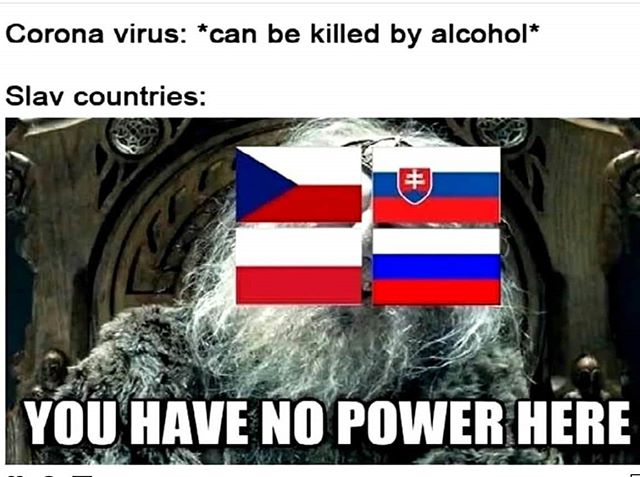 Corona virus: *can be killed by alcohol*
Slav countries:
YOU HAVE NO POWER HERE